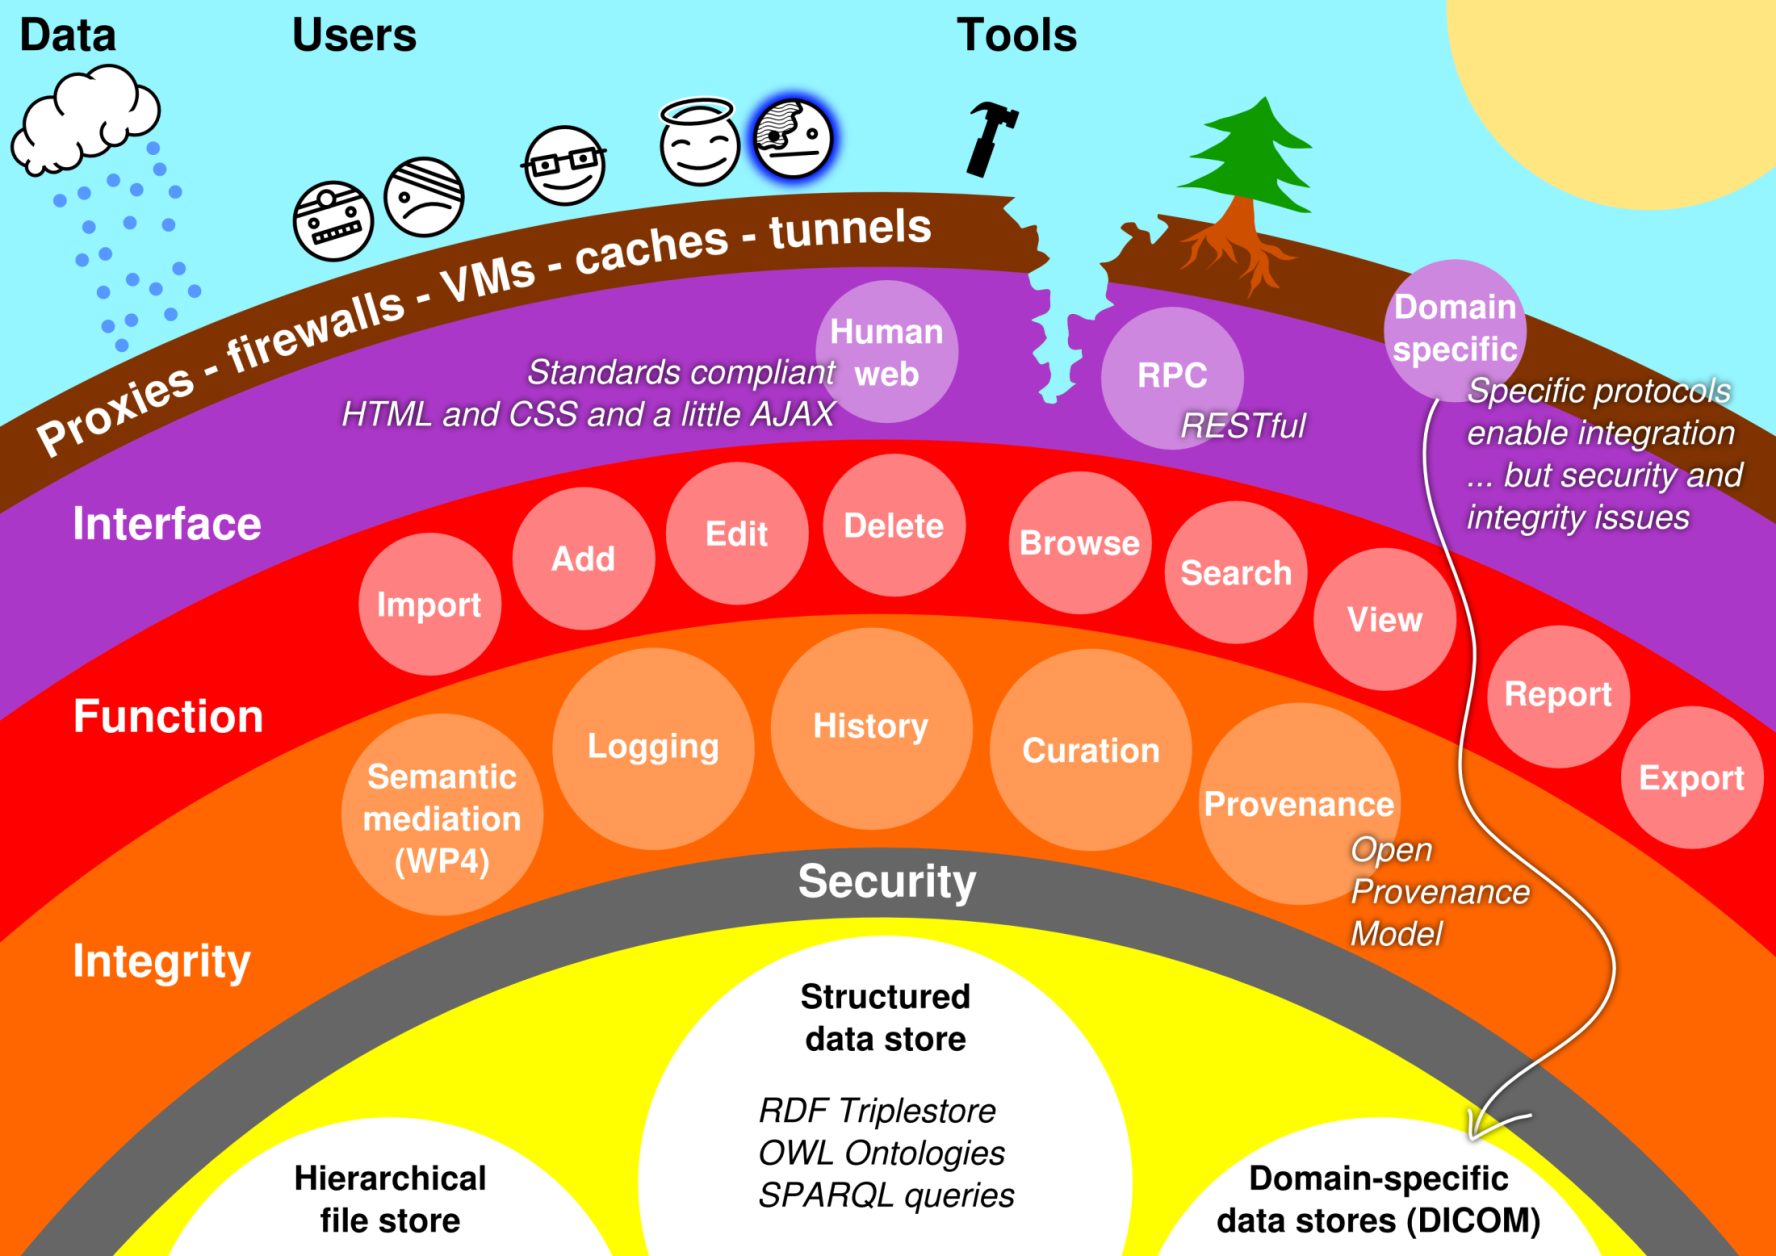 Data
Users
Tools
Proxies - firewalls - VMs - caches - tunnels
Human
web
Standards compliant
HTML and CSS and a little AJAX
RPC
RESTful
Domain
specific
Specific protocols
enable integration
... but security and
integrity issues
Interface
Import
Add
Edit
Delete
Browse
Search
View
Report
Export
Function
Semantic
mediation
(WP4)
Logging
History
Curation
Provenance
Open
Provenance
Model
Integrity
Security
Structured
data store
RDF Triplestore
OWL Ontologies
SPARQL queries
Hierarchical
file store
Domain-specific
data stores (DICOM)